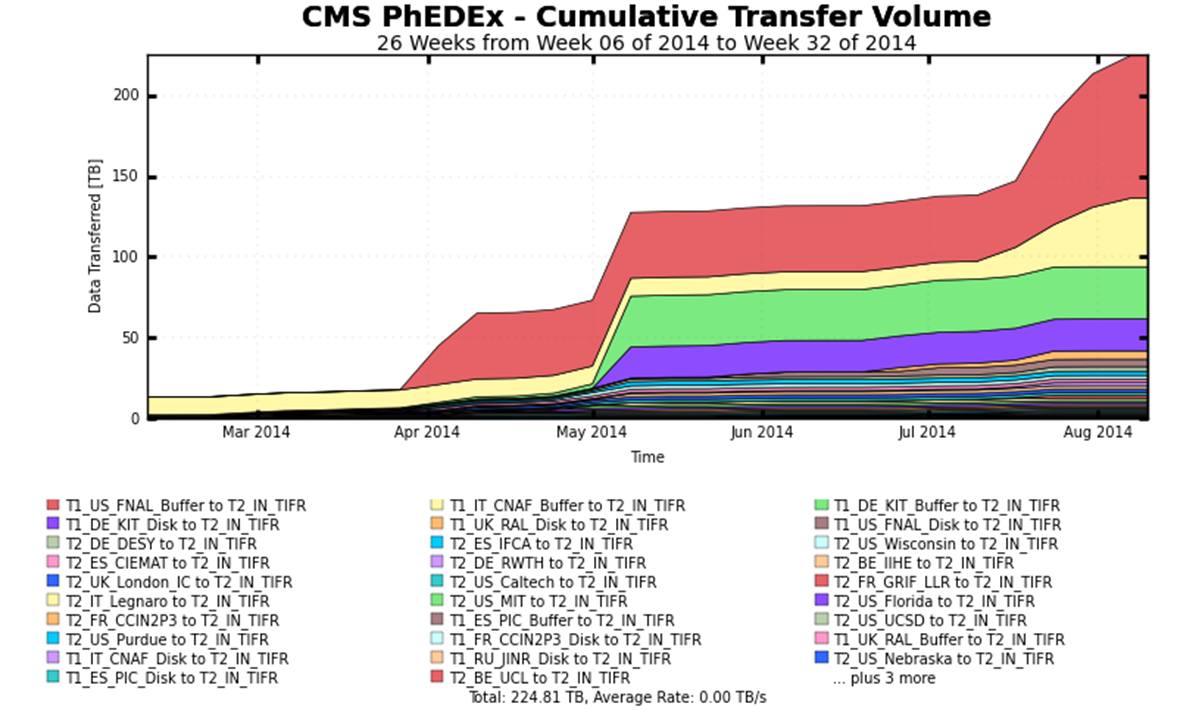 CMS PhEDEx - Cumulative Transfer Volume
26 Weeks from Week 06 of 2014 to Week 32 of 2014
200
150
100
50
0
Data Transferred [TB]
Mar 2014 Apr 2014 May 2014 Jun 2014 Jul 2014 Aug 2014
Time
T1_US_FNAL_Buffer to T2_IN_TIFR T1_IT_CNAF_Buffer to T2_IN_TIFR T1_DE_KIT_Buffer to T2_IN_TIFR
T1_DE_KIT_Disk to T2_IN_TIFR T1_UK_RAL_Disk to T2_IN_TIFR T1_US_FNAL_Disk to T2_IN_TIFR
T2_DE_DESY to T2_IN_TIFR T2_ES_IFCA to T2_IN_TIFR T2_US_Wisconsin to T2_IN_TIFR
T2_ES_CIEMAT to T2_IN_TIFR T2_DE_RWTH to T2_IN_TIFR T2_BE_IIHE to T2_IN_TIFR
T2_UK_London_IC to T2_IN_TIFR T2_US_Caltech to T2_IN_TIFR T2_FR_GRIF_LLR to T2_IN_TIFR
T2_IT_Legnaro to T2_IN_TIFR T2_US_MIT to T2_IN_TIFR T2_US_Florida to T2_IN_TIFR
T2_FR_CCIN2P3 to T2_IN_TIFR T1_ES_PIC_Buffer to T2_IN_TIFR T2_US_UCSD to T2_IN_TIFR
T2_US_Purdue to T2_IN_TIFR T1_FR_CCIN2P3_Disk to T2_IN_TIFR T1_UK_RAL_Buffer to T2_IN_TIFR
T1_IT_CNAF_Disk to T2_IN_TIFR T1_RU_JINR_Disk to T2_IN_TIFR T2_US_Nebraska to T2_IN_TIFR
T1_ES_PIC_Disk to T2_IN_TIFR T2_BE_UCL to T2_IN_TIFR ... plus 3 more
Total: 224.81 TB, Average Rate: 0.00 TB/s